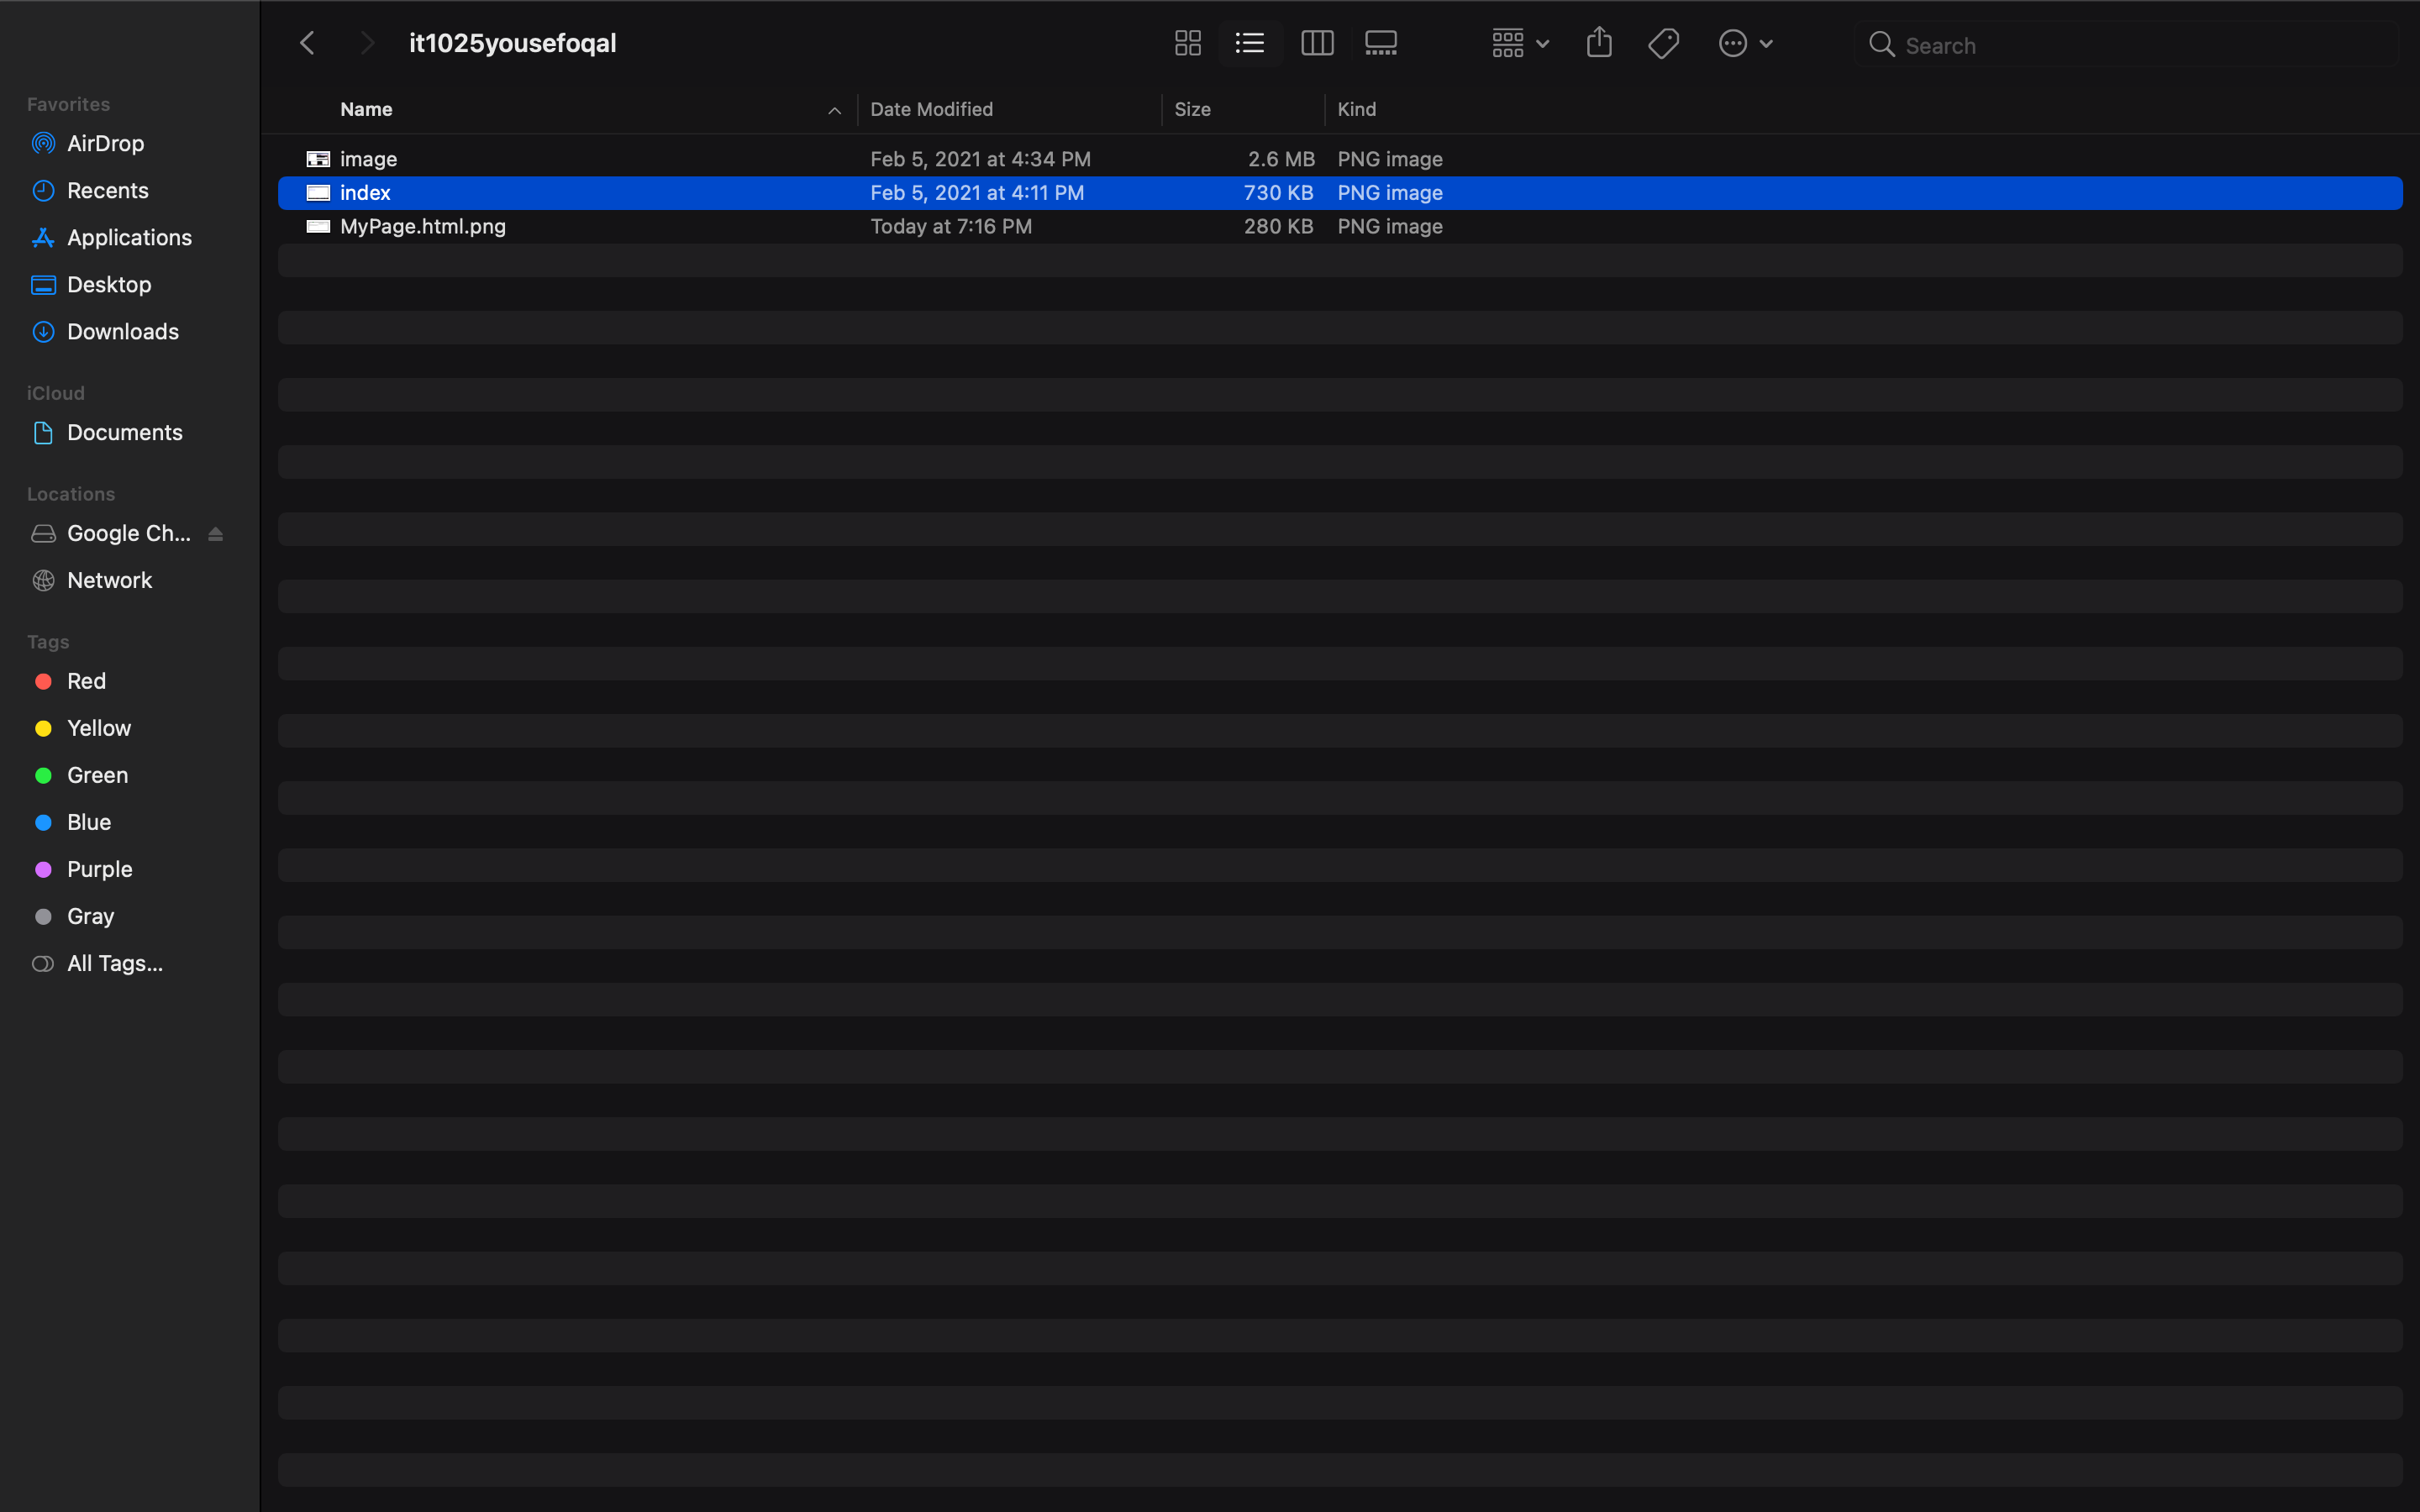 it1025yousefoqal
Search
Favorites
AirDrop
Recents
Applications
Desktop
Downloads
iCloud
Documents
Locations
Google Ch...
Network
Tags
Red
Yellow
Green
Blue
Purple
Gray
All Tags...
Name Date Modified Size Kind
image Feb 5, 2021 at 4:34 PM 2.6 MB PNG image
index Feb 5, 2021 at 4:11 PM 730 KB PNG image
MyPage.html.png Today at 7:16 PM 280 KB PNG image